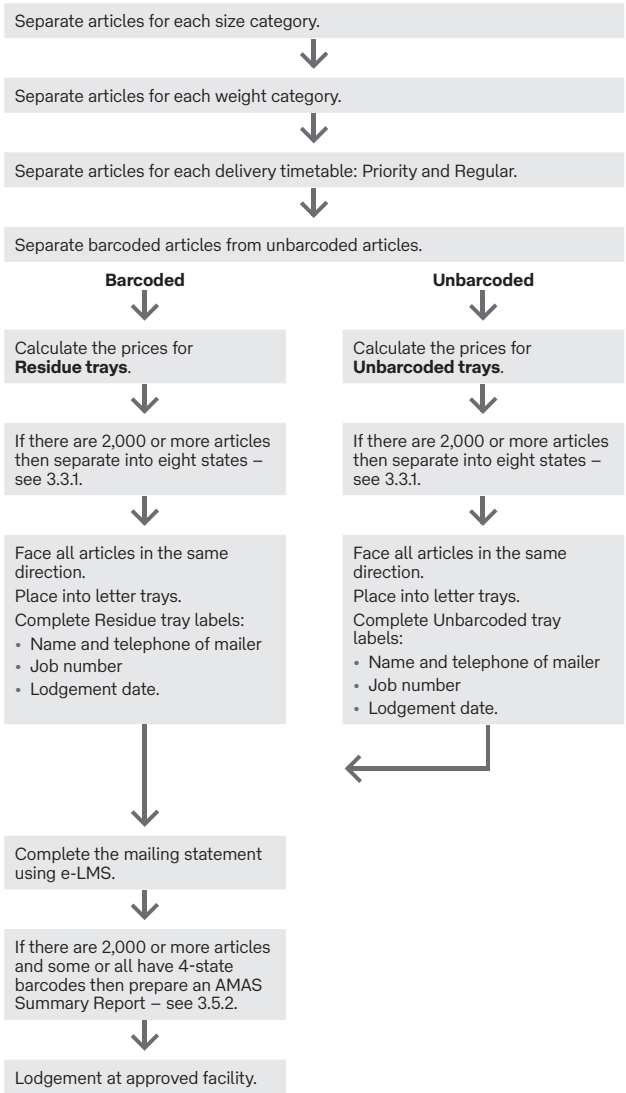 Separate articles for each size category.
Separate articles for each weight category.
Separate articles for each delivery timetable: Priority and Regular.
Separate barcoded articles from unbarcoded articles.
Barcoded
Calculate the prices for
Residue trays.
If there are 2,000 or more articles
then separate into eight states –
see 3.3.1.
Face all articles in the same
direction.
Place into letter trays.
Complete Residue tray labels:
• Name and telephone of mailer
• Job number
• Lodgement date.
Unbarcoded
Calculate the prices for
Unbarcoded trays.
If there are 2,000 or more articles
then separate into eight states –
see 3.3.1.
Face all articles in the same
direction.
Place into letter trays.
Complete Unbarcoded tray
labels:
• Name and telephone of mailer
• Job number
• Lodgement date.
Complete the mailing statement
using e-LMS.
If there are 2,000 or more articles
and some or all have 4-state
barcodes then prepare an AMAS
Summary Report – see 3.5.2.
Lodgement at approved facility.